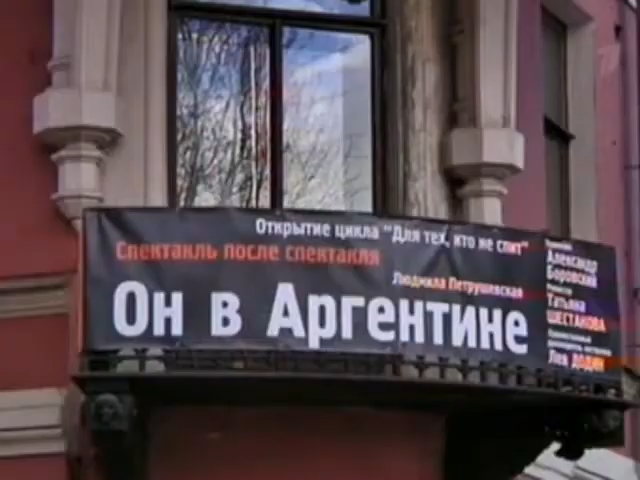 Открытие цикла "Для тех, кто не спит"
Спектакль после спектакля
Людмила Петрушевская
Он в Аргентине
Александр
Боровский
Татьяна
ШЕСТАКОВА
Лев ДОДИН